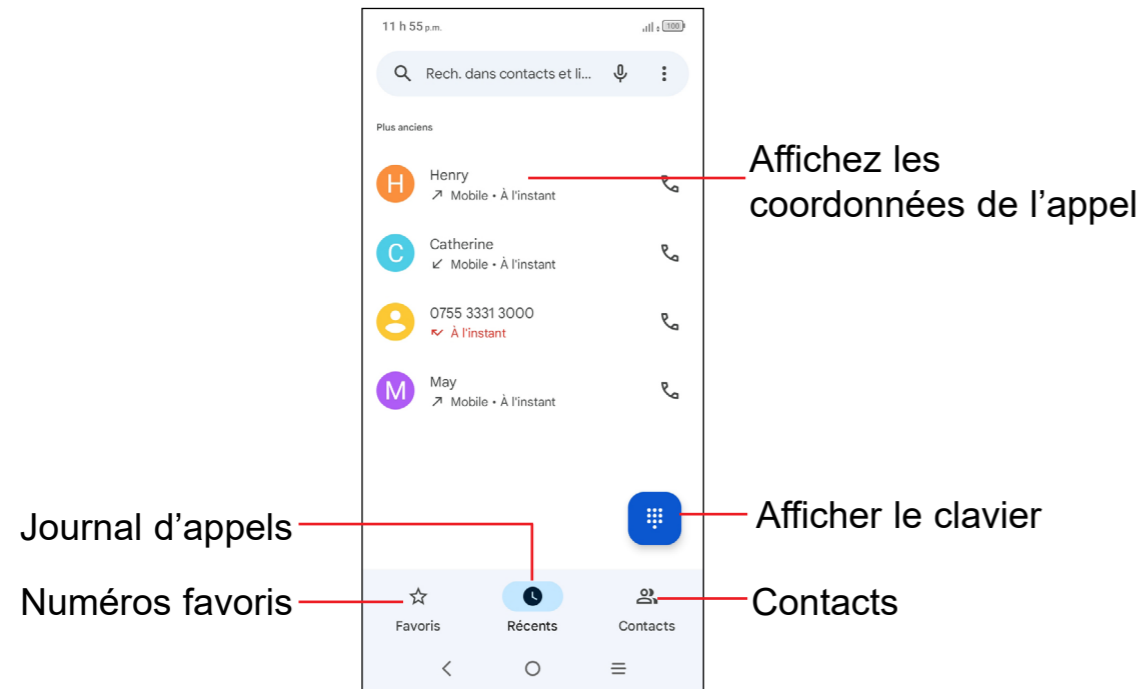 11 h 55 p.m.
100
Rech. dans contacts et li...
Plus anciens
H
Henry
Mobile • À l'instant
Affichez les
coordonnées de l’appel
C
Catherine
Mobile • À l'instant
0755 3331 3000
À l'instant
M
May
Mobile • À l'instant
Journal d’appels
Afficher le clavier
Numéros favoris
Contacts
Favoris
Récents
Contacts